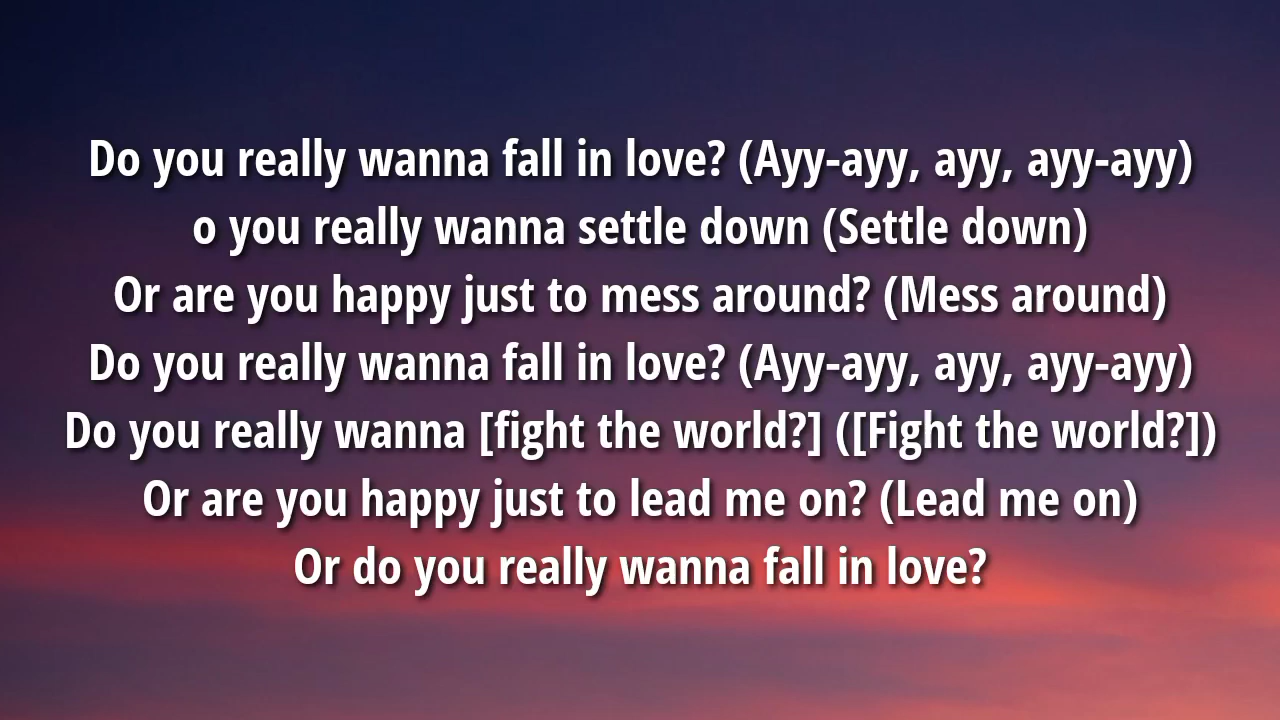 Do you really wanna fall in love? (Ayy-ayy, ayy, ayy-ayy)
o you really wanna settle down (Settle down)
Or are you happy just to mess around? (Mess around)
Do you really wanna fall in love? (Ayy-ayy, ayy, ayy-ayy)
Do you really wanna [fight the world?] ([Fight the world?])
Or are you happy just to lead me on? (Lead me on)
Or do you really wanna fall in love?